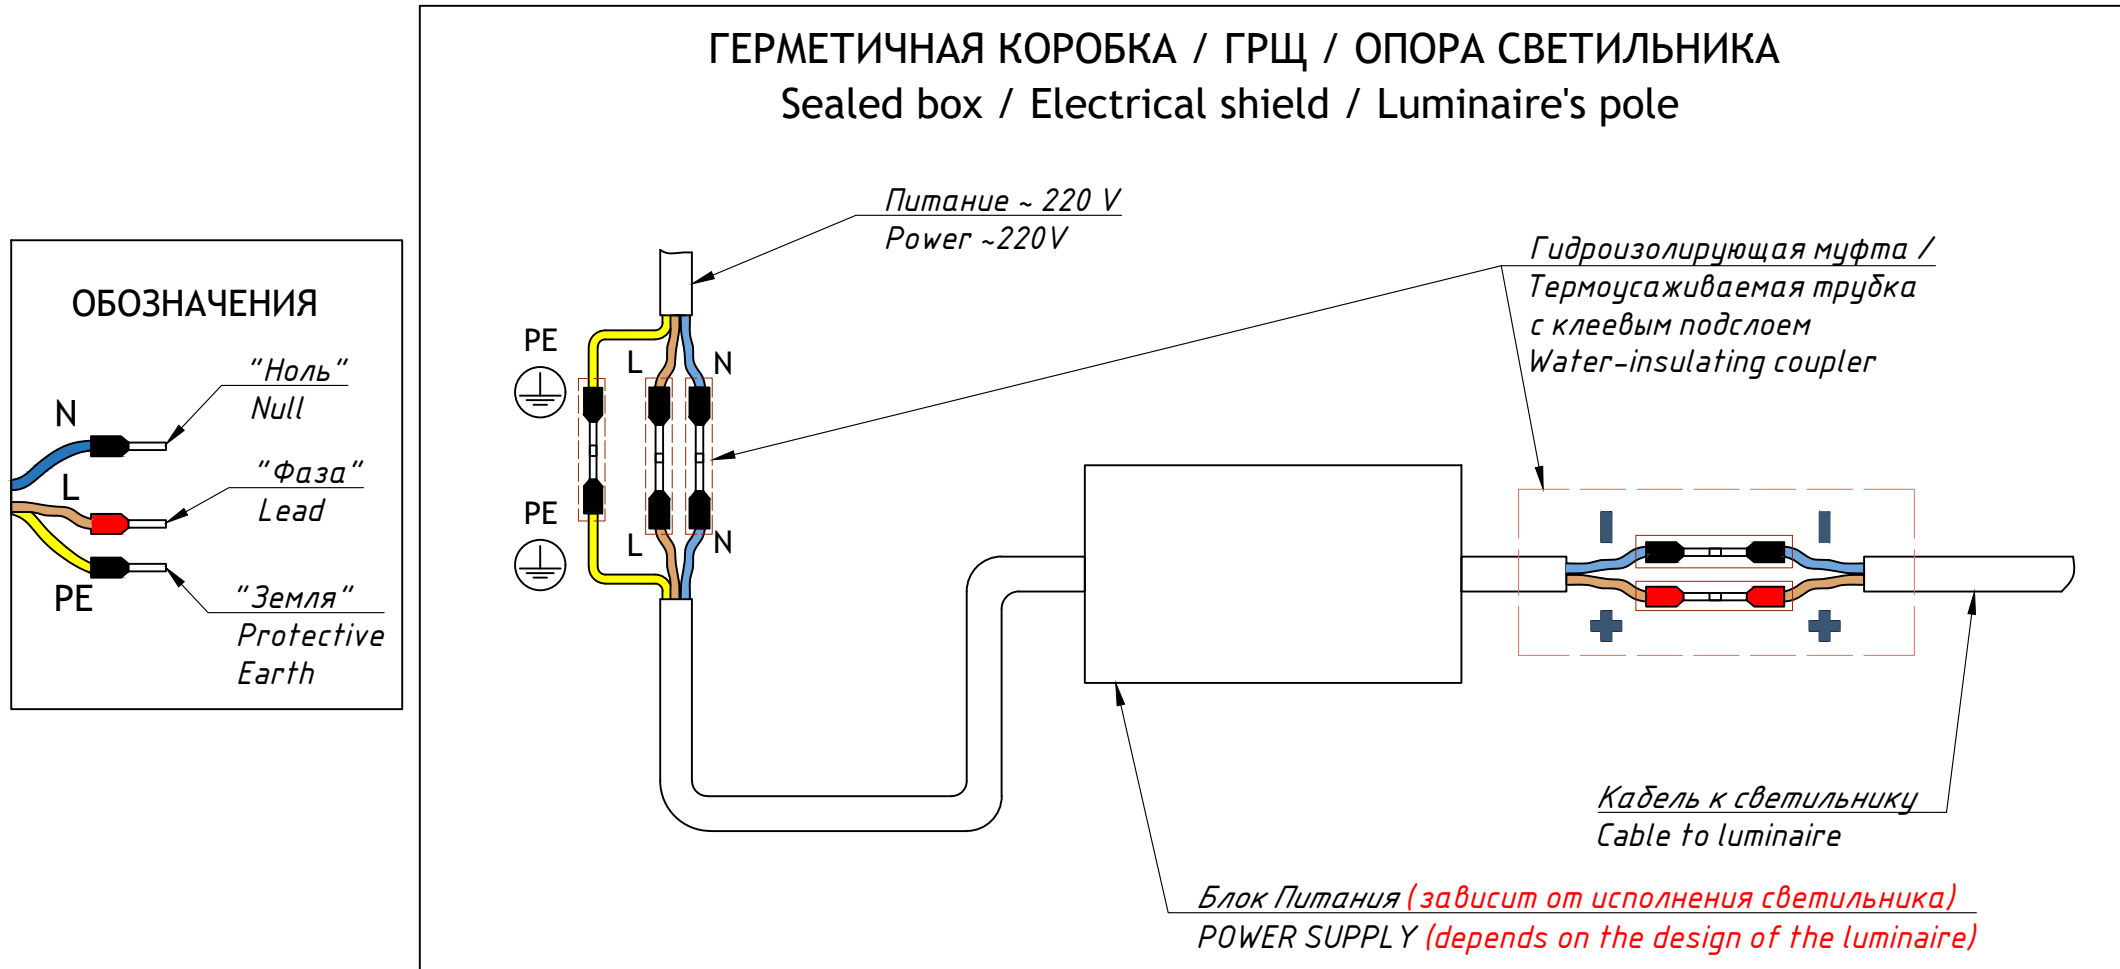 ГЕРМЕТИЧНАЯ КОРОБКА / ГРЩ / ОПОРА СВЕТИЛЬНИКА
Sealed box / Electrical shield / Luminaire's pole
ОБОЗНАЧЕНИЯ
N
"Ноль"
Null
L
"Фаза"
Lead
PE
"Земля"
Protective
Earth
Питание ~ 220 V
Power ~220V
PE
L
N
PE
L
N
Гидроизолирующая муфта /
Термоусаживаемая трубка
с клеевым подслоем
Water-insulating coupler
Кабель к светильнику
Cable to luminaire
Блок Питания (зависит от исполнения светильника)
POWER SUPPLY (depends on the design of the luminaire)